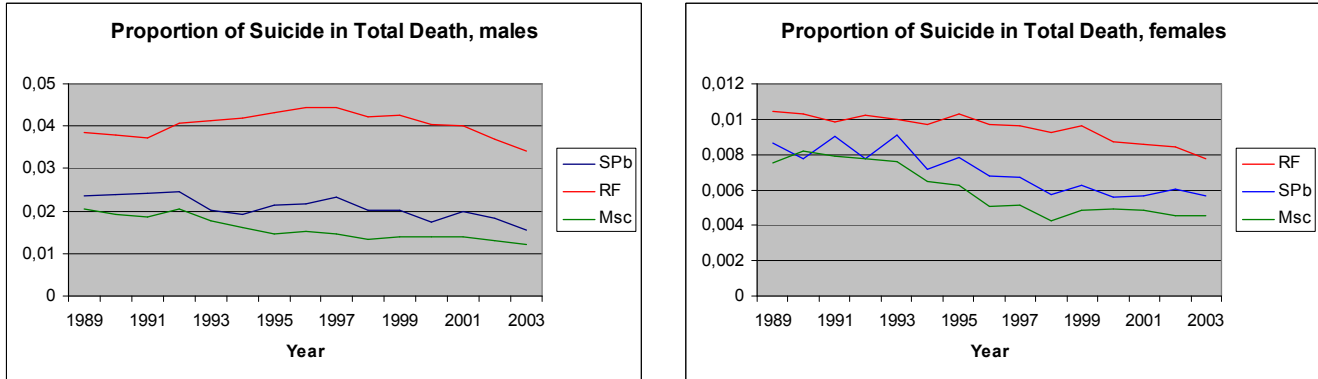 Proportion of Suicide in Total Death, males
0,05
0,04
0,03
0,02
0,01
0
1989 1991 1993 1995 1997 1999 2001 2003
Year
SPb
RF
Msc
Proportion of Suicide in Total Death, females
0,012
0,01
0,008
0,006
0,004
0,002
0
1989 1991 1993 1995 1997 1999 2001 2003
Year
RF
SPb
Msc